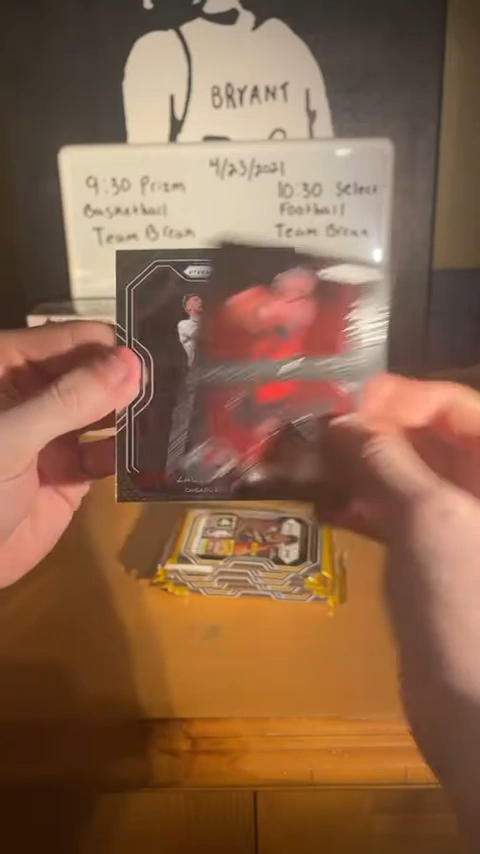 BRYANT
4/23/2021
9:30 Prizm
Basketball
Team Break
10:30 Select
Football
Team Break